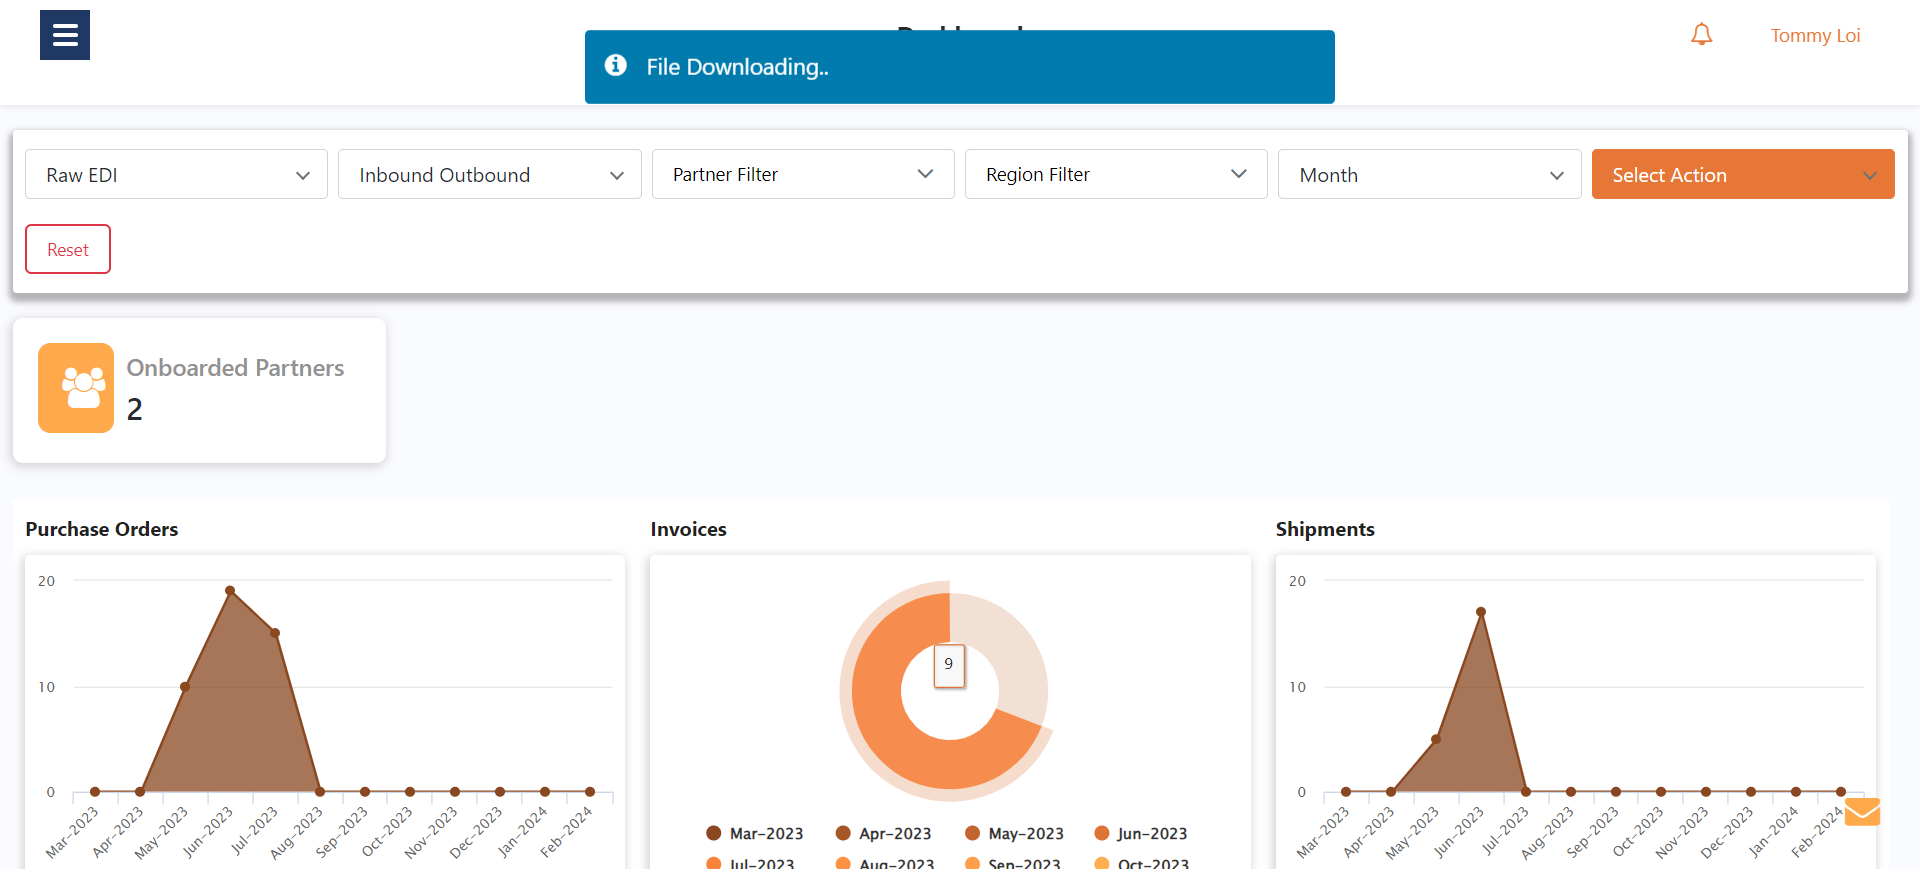 File Downloading..
Tommy Loi
Raw EDI
Inbound Outbound
Partner Filter
Region Filter
Month
Select Action
Reset
Onboarded Partners
2
Purchase Orders
20
10
0
Mar-2023
Apr-2023
May-2023
Jun-2023
Jul-2023
Aug-2023
Sep-2023
Oct-2023
Nov-2023
Dec-2023
Jan-2024
Feb-2024
Invoices
9
Mar-2023
Apr-2023
May-2023
Jun-2023
Jul-2023
Aug-2023
Sep-2023
Oct-2023
Shipments
20
10
0
Mar-2023
Apr-2023
May-2023
Jun-2023
Jul-2023
Aug-2023
Sep-2023
Oct-2023
Nov-2023
Dec-2023
Jan-2024
Feb-2024